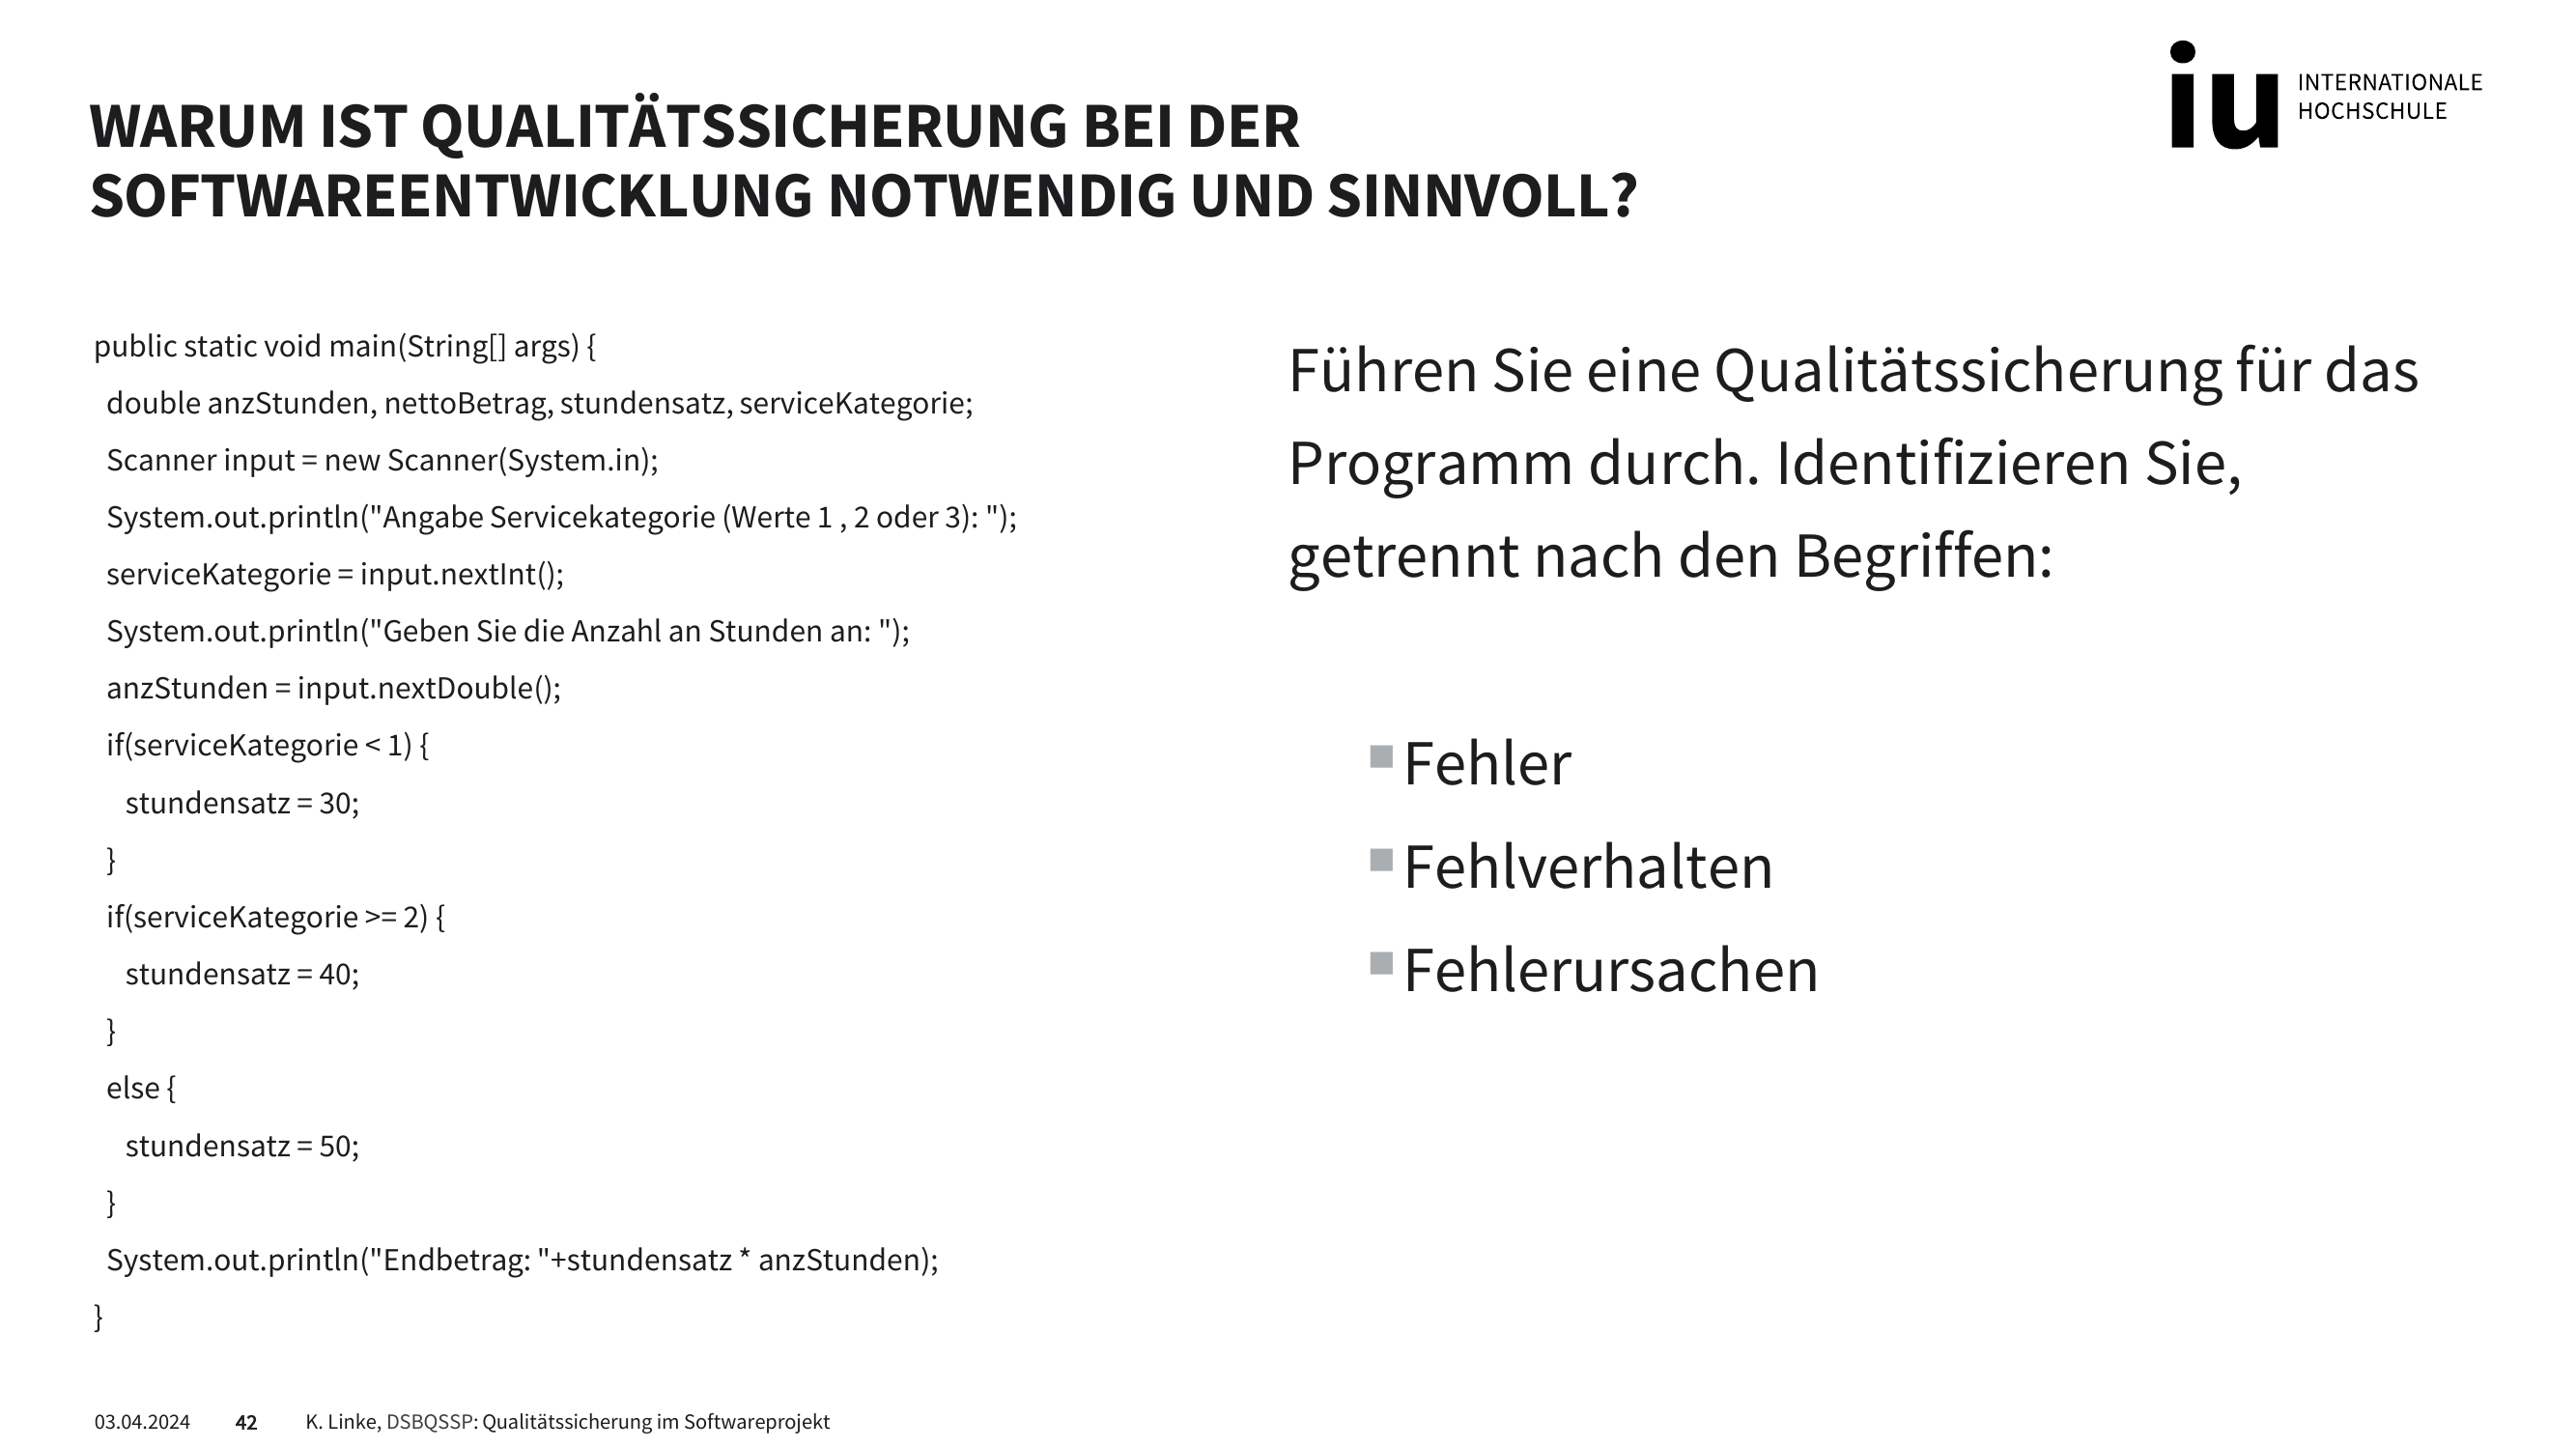 WARUM IST QUALITÄTSSICHERUNG BEI DER
SOFTWAREENTWICKLUNG NOTWENDIG UND SINNVOLL?
iu INTERNATIONALE
HOCHSCHULE
public static void main(String[] args) {
double anzStunden, nettoBetrag, stundensatz, serviceKategorie;
Scanner input = new Scanner(System.in);
System.out.println("Angabe Servicekategorie (Werte 1 , 2 oder 3): ");
serviceKategorie = input.nextInt();
System.out.println("Geben Sie die Anzahl an Stunden an: ");
anzStunden = input.nextDouble();
if(serviceKategorie < 1) {
stundensatz = 30;
}
if(serviceKategorie >= 2) {
stundensatz = 40;
}
else {
stundensatz = 50;
}
System.out.println("Endbetrag: "+stundensatz * anzStunden);
}
Führen Sie eine Qualitätssicherung für das
Programm durch. Identifizieren Sie,
getrennt nach den Begriffen:
Fehler
Fehlverhalten
Fehlerursachen
03.04.2024 42 K. Linke, DSBQSSP: Qualitätssicherung im Softwareprojekt